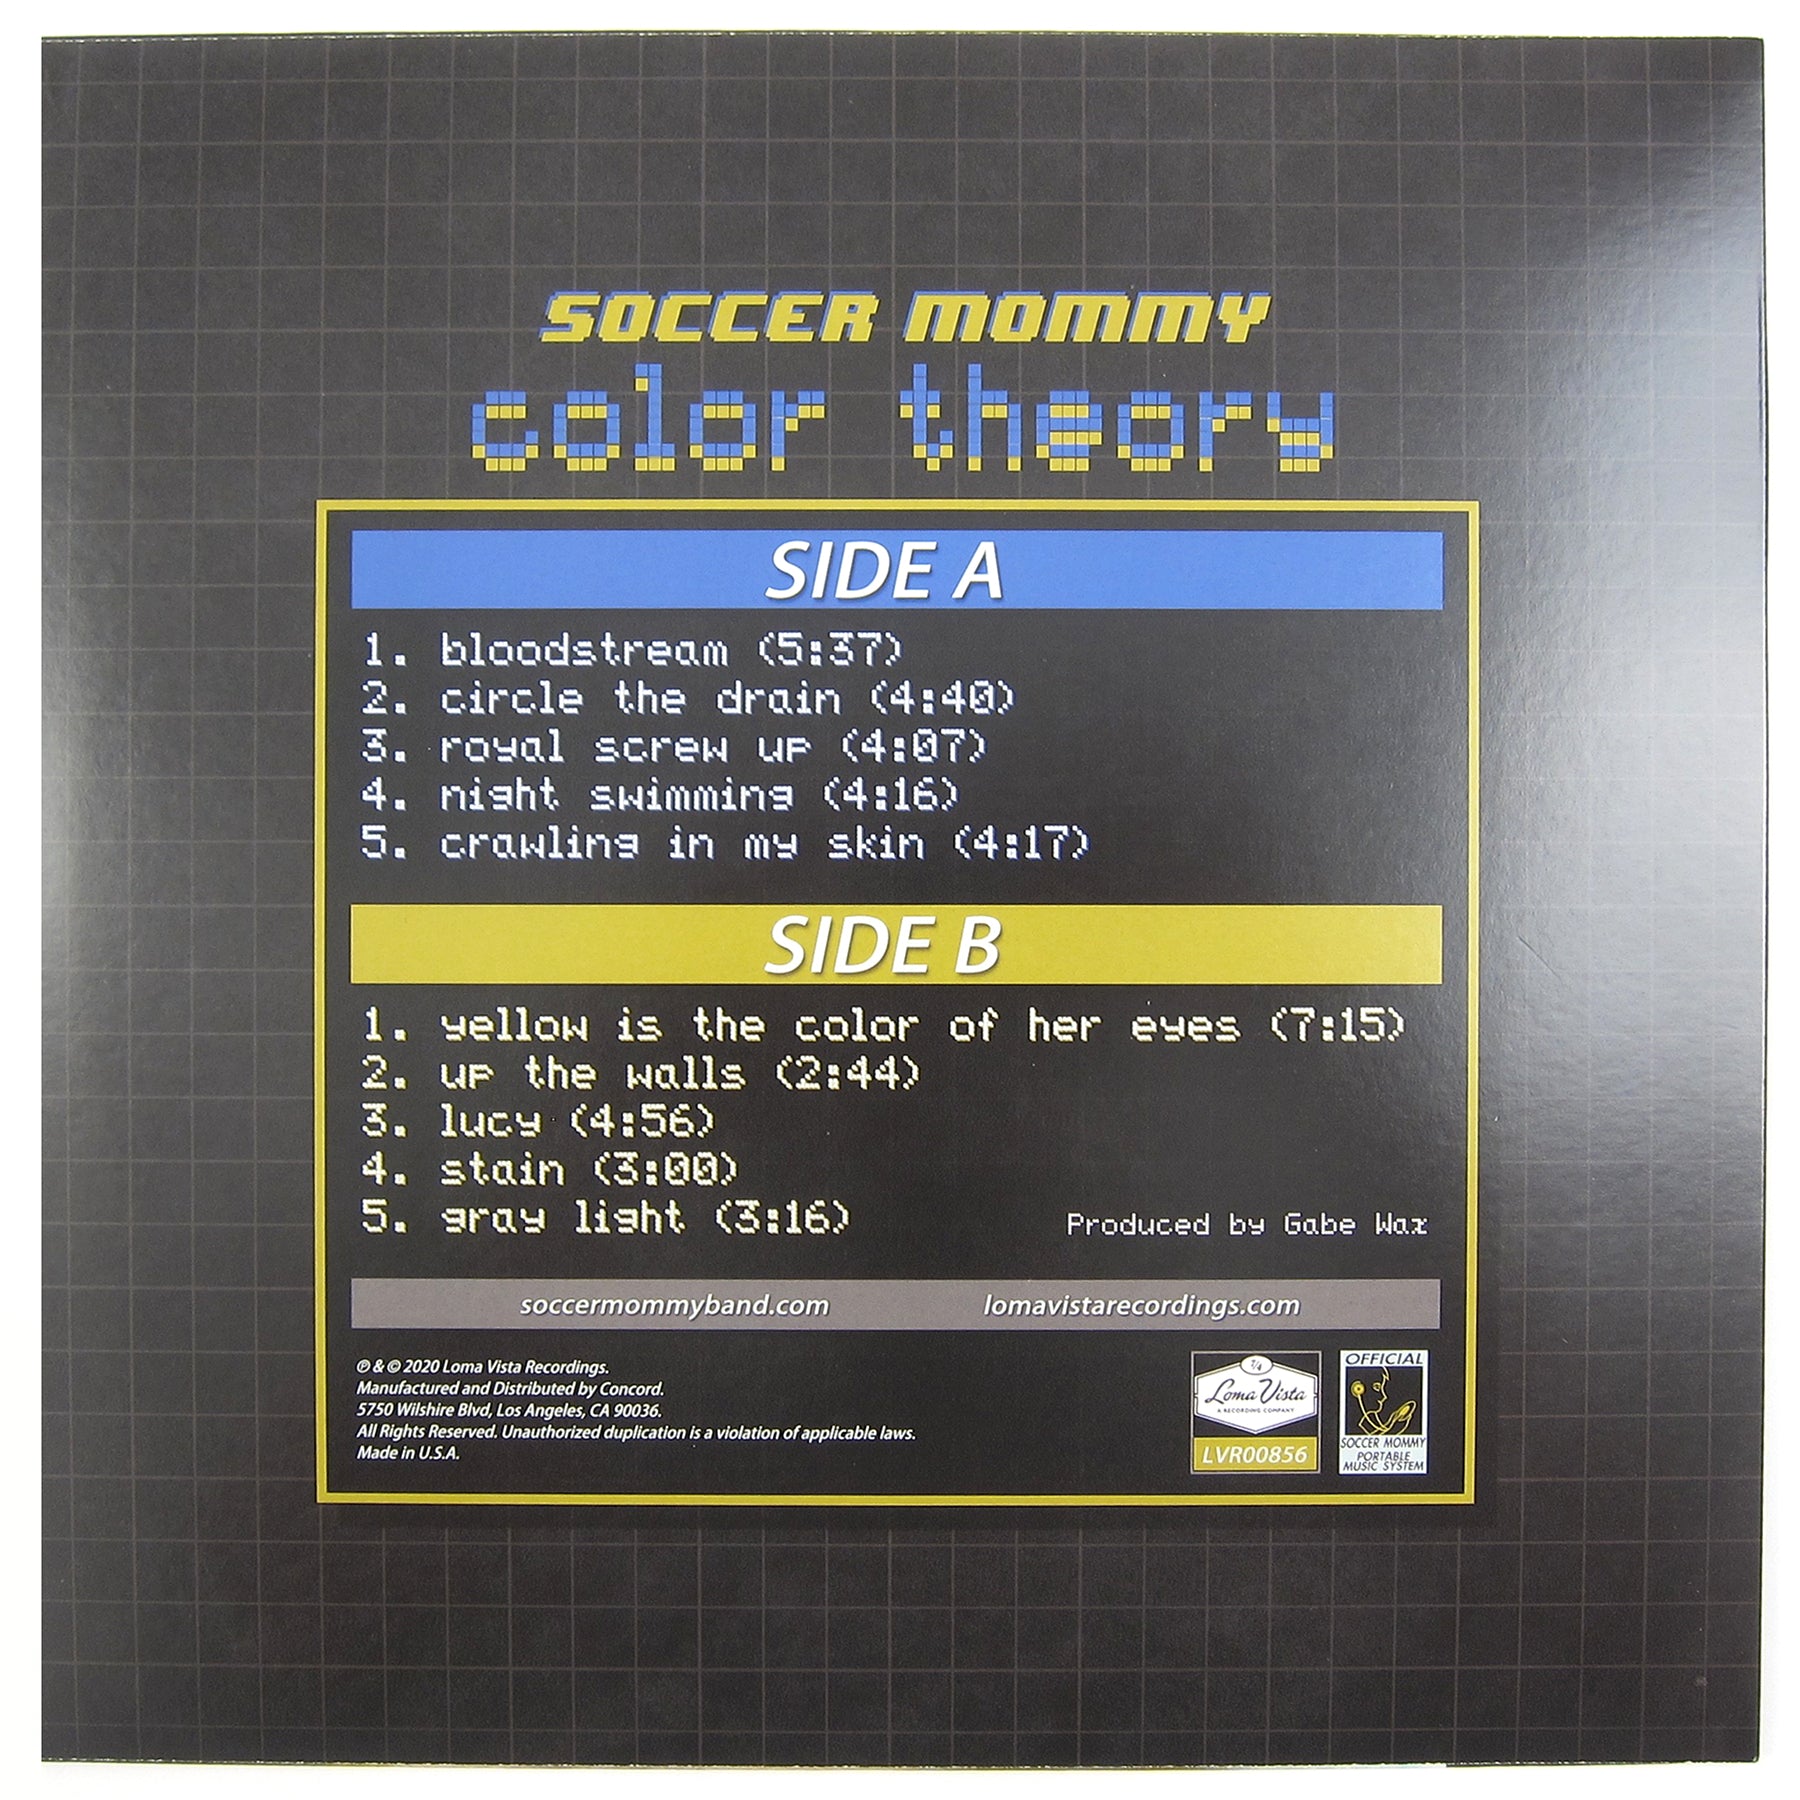 SOCCER MOMMY
color theory
SIDE A
1. bloodstream (5:37)
2. circle the drain (4:40)
3. royal screw up (4:07)
4. night swimming (4:16)
5. crawling in my skin (4:17)
SIDE B
1. yellow is the color of her eyes (7:15)
2. up the walls (2:44)
3. lucy (4:56)
4. stain (3:00)
5. gray light (3:16)
Produced by Gabe Wax
soccermommyband.com lomavistarecordings.com
℗ & © 2020 Loma Vista Recordings.
Manufactured and Distributed by Concord.
5750 Wilshire Blvd, Los Angeles, CA 90036.
All Rights Reserved. Unauthorized duplication is a violation of applicable laws.
Made in U.S.A.
Loma Vista
A RECORDING COMPANY
LVR00856
OFFICIAL
SOCCER MOMMY
PORTABLE
MUSIC SYSTEM